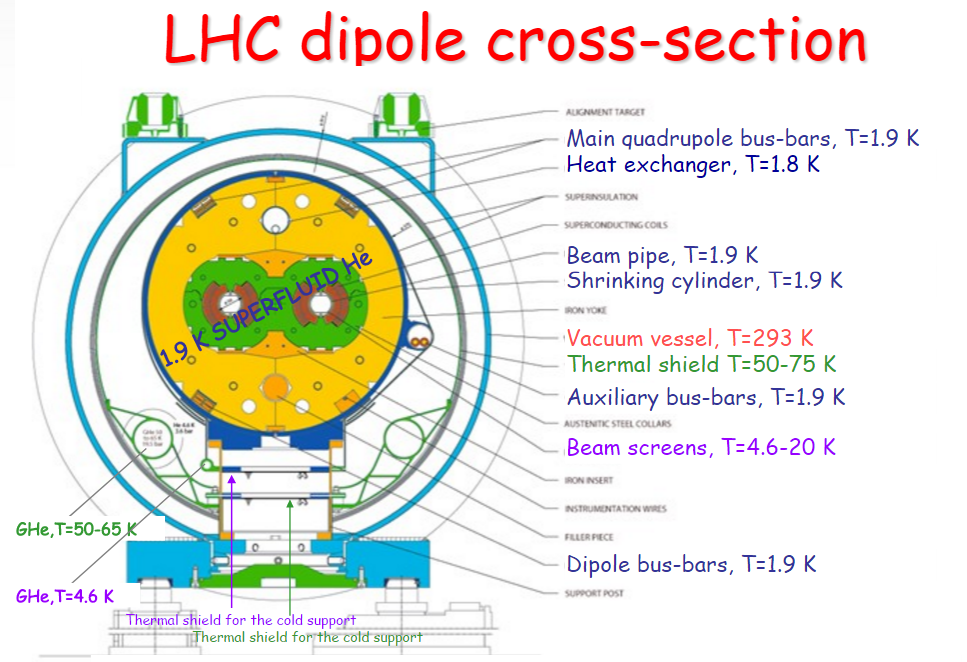 LHC dipole cross-section
ALIGNMENT TARGET
Main quadrupole bus-bars, T=1.9 K
Heat exchanger, T=1.8 K
SUPERINSULATION
SUPERCONDUCTING COILS
Beam pipe, T=1.9 K
Shrinking cylinder, T=1.9 K
IRON YOKE
Vacuum vessel, T=293 K
Thermal shield T=50-75 K
Auxiliary bus-bars, T=1.9 K
AUSTENITIC STEEL COLLARS
Beam screens, T=4.6-20 K
IRON INSERT
INSTRUMENTATION WIRES
FILLER PIECE
Dipole bus-bars, T=1.9 K
SUPPORT POST
1.9 K SUPERFLUID He
GHe,T=50-65 K
GHe,T=4.6 K
Thermal shield for the cold support
Thermal shield for the cold support